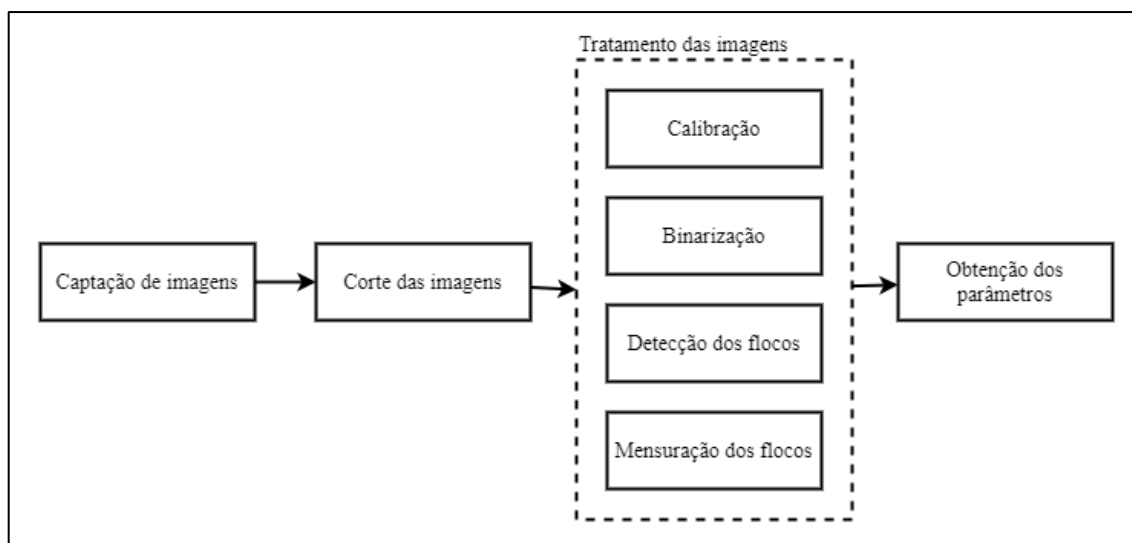 Tratamento das imagens
Calibração
Binarização
Captação de imagens
Corte das imagens
Detecção dos flocos
Mensuração dos flocos
Obtenção dos
parâmetros